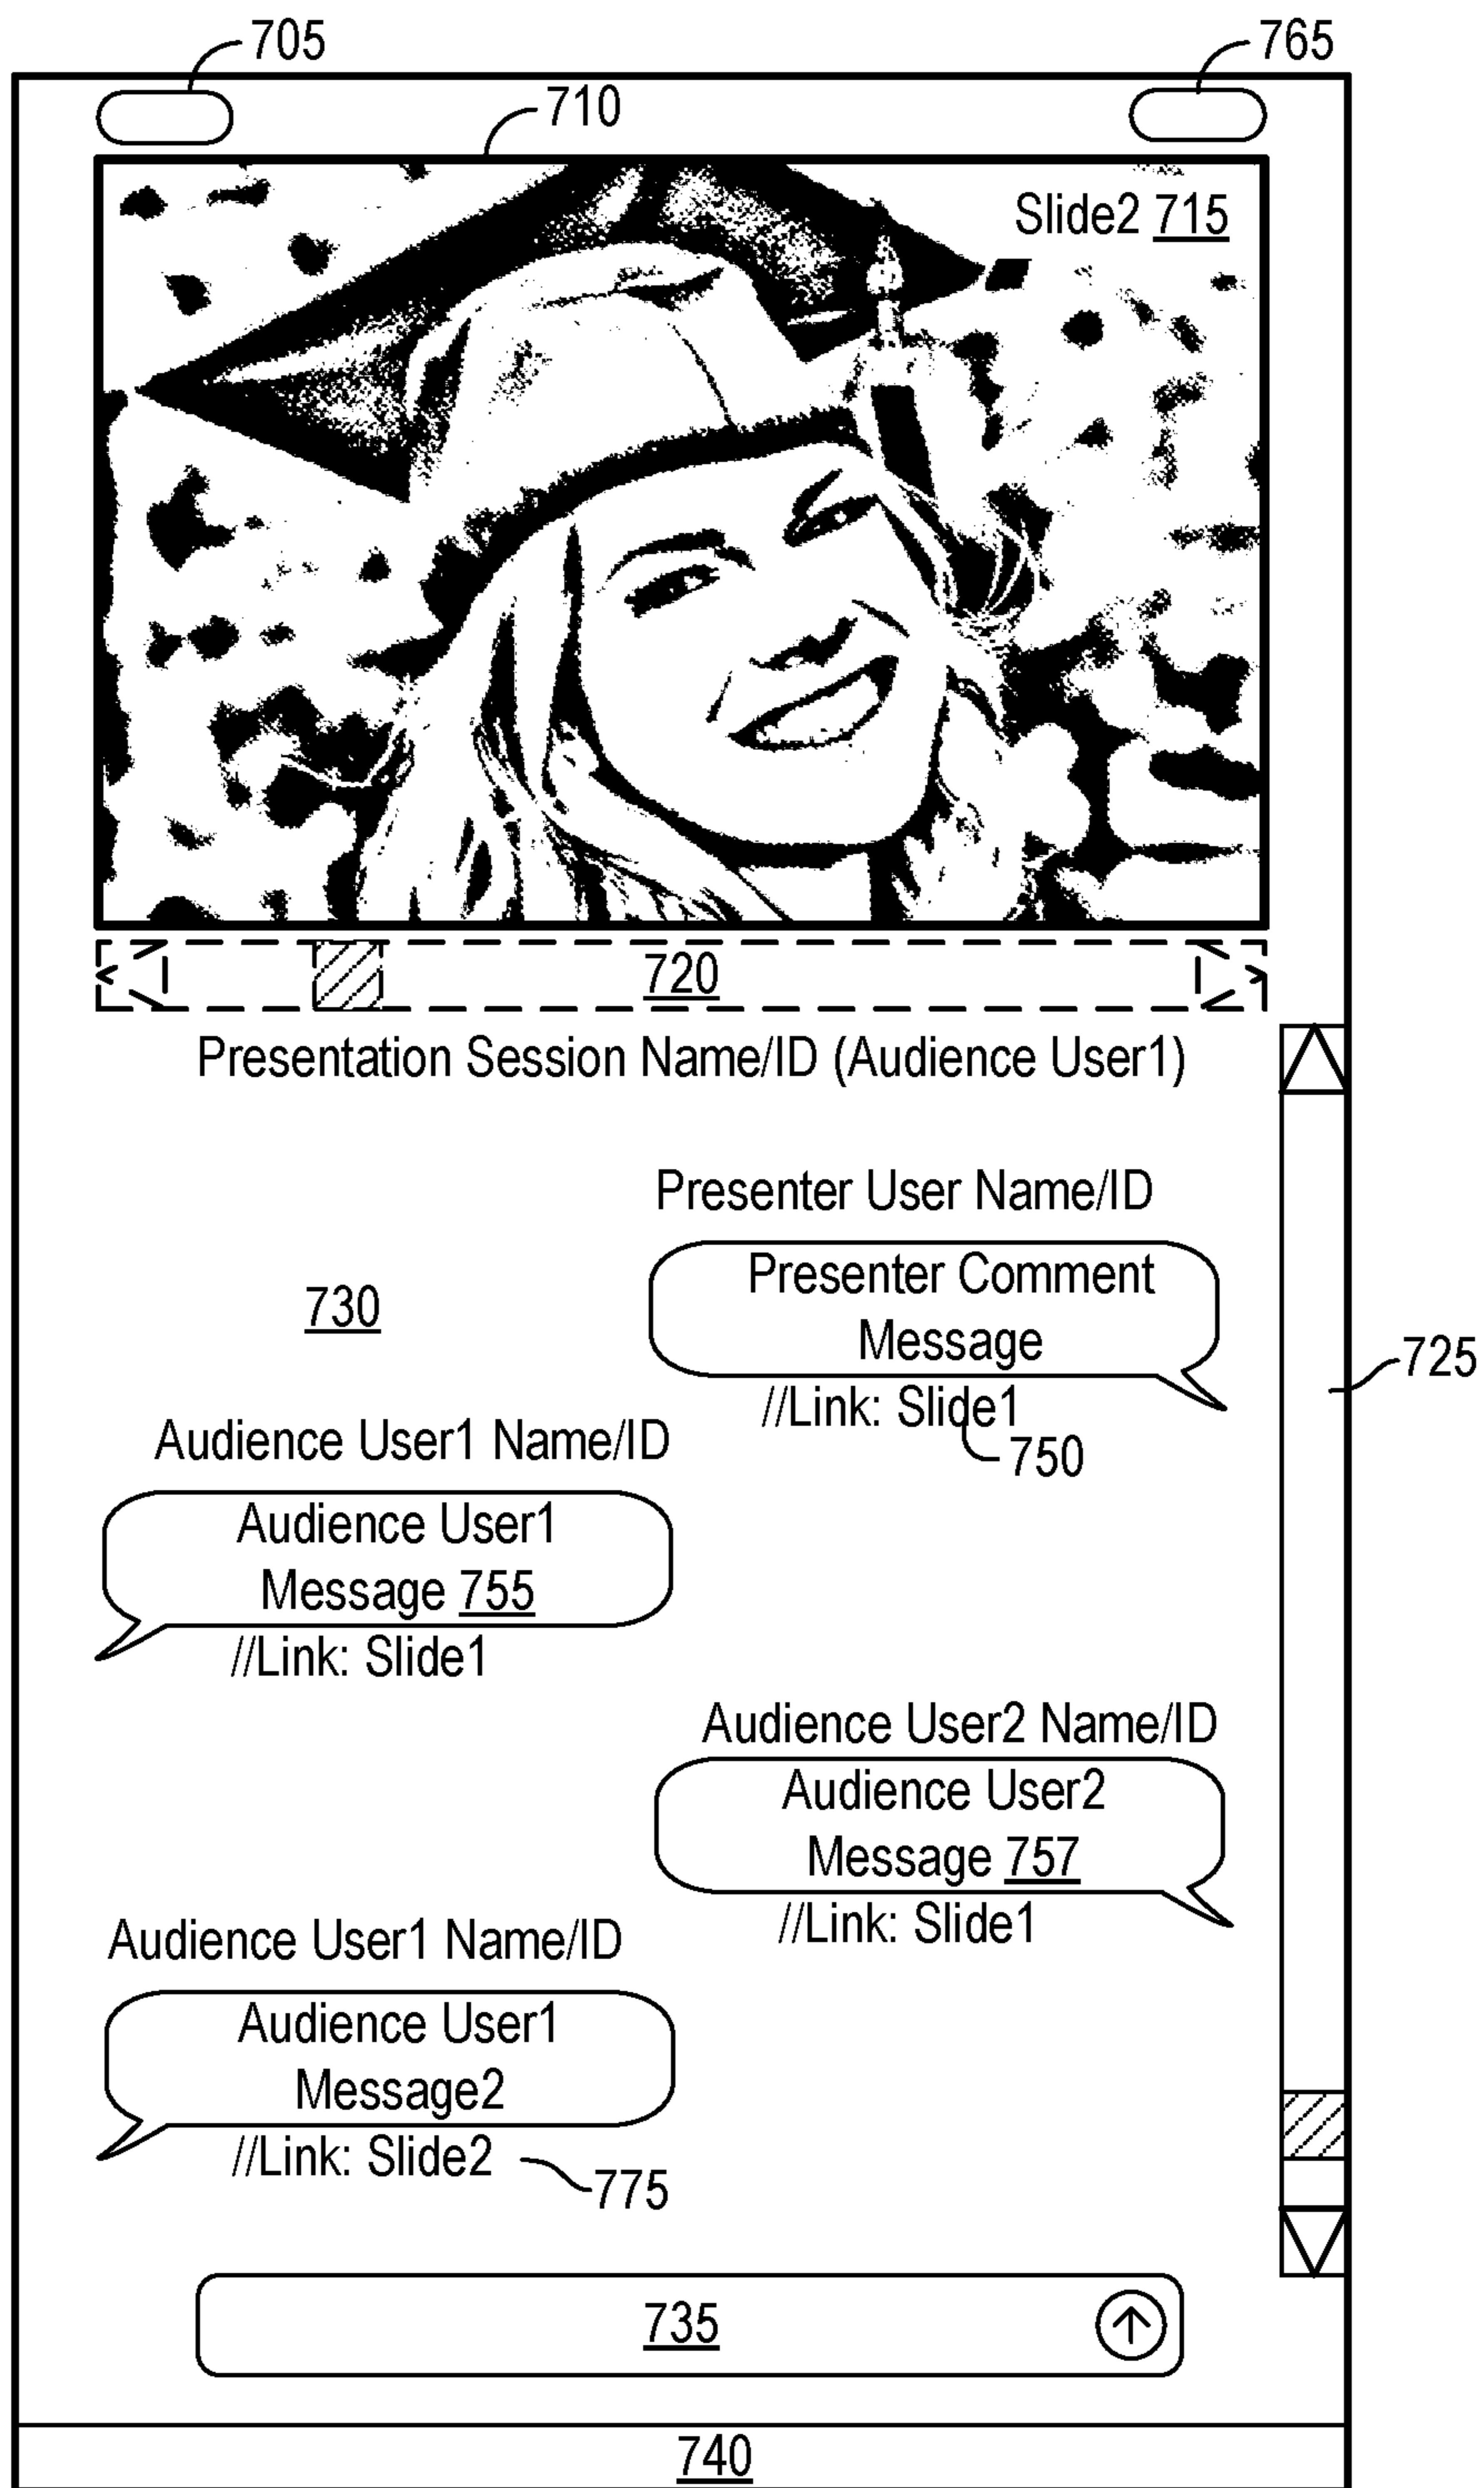 705
765
710
Slide2 715
720
Presentation Session Name/ID (Audience User1)
Presenter User Name/ID
Presenter Comment
Message
730
725
//Link: Slide1
750
Audience User1 Name/ID
Audience User1
Message 755
//Link: Slide1
Audience User2 Name/ID
Audience User2
Message 757
//Link: Slide1
Audience User1 Name/ID
Audience User1
Message2
//Link: Slide2
775
735
740